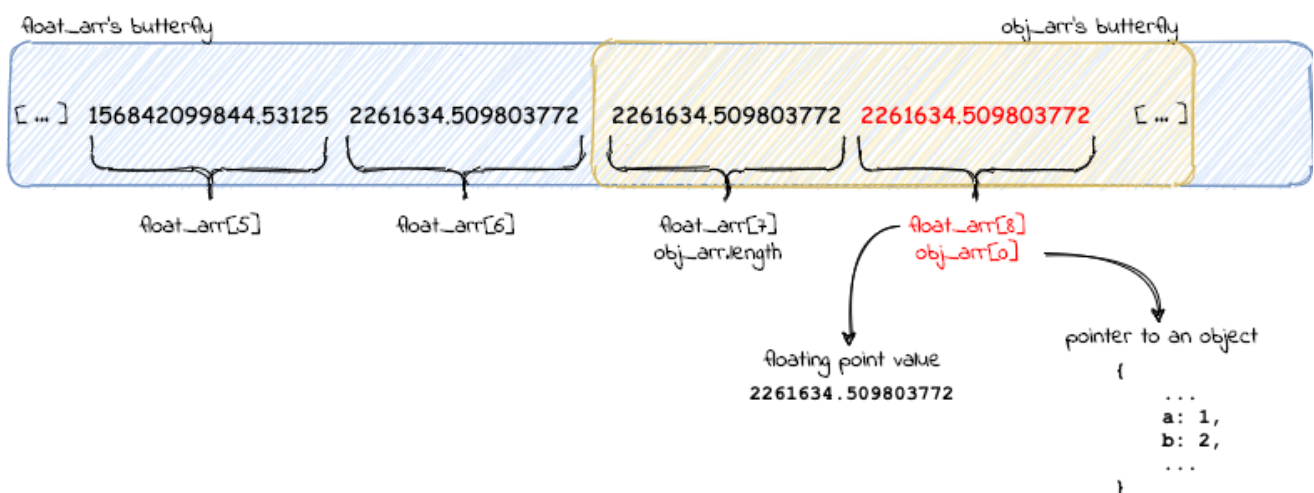 float_arr's butterfly
obj_arr's butterfly
[ ... ] 156842099844.53125 2261634.509803772 2261634.509803772 2261634.509803772 [ ... ]
float_arr[5] float_arr[6] float_arr[7] float_arr[8]
obj_arr.length obj_arr[0]
pointer to an object
floating point value
{
2261634.509803772
...
a: 1,
b: 2,
...
}